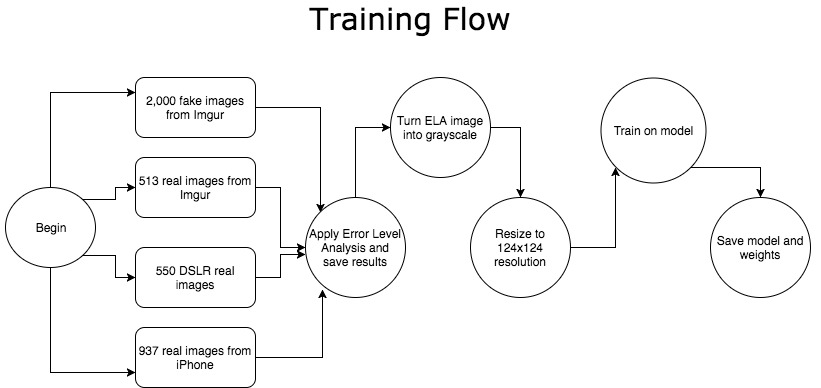 Training Flow
2,000 fake images
from Imgur
513 real images from
Imgur
Begin
550 DSLR real
images
937 real images from
iPhone
Apply Error Level
Analysis and
save results
Turn ELA image
into grayscale
Resize to
124x124
resolution
Train on model
Save model and
weights